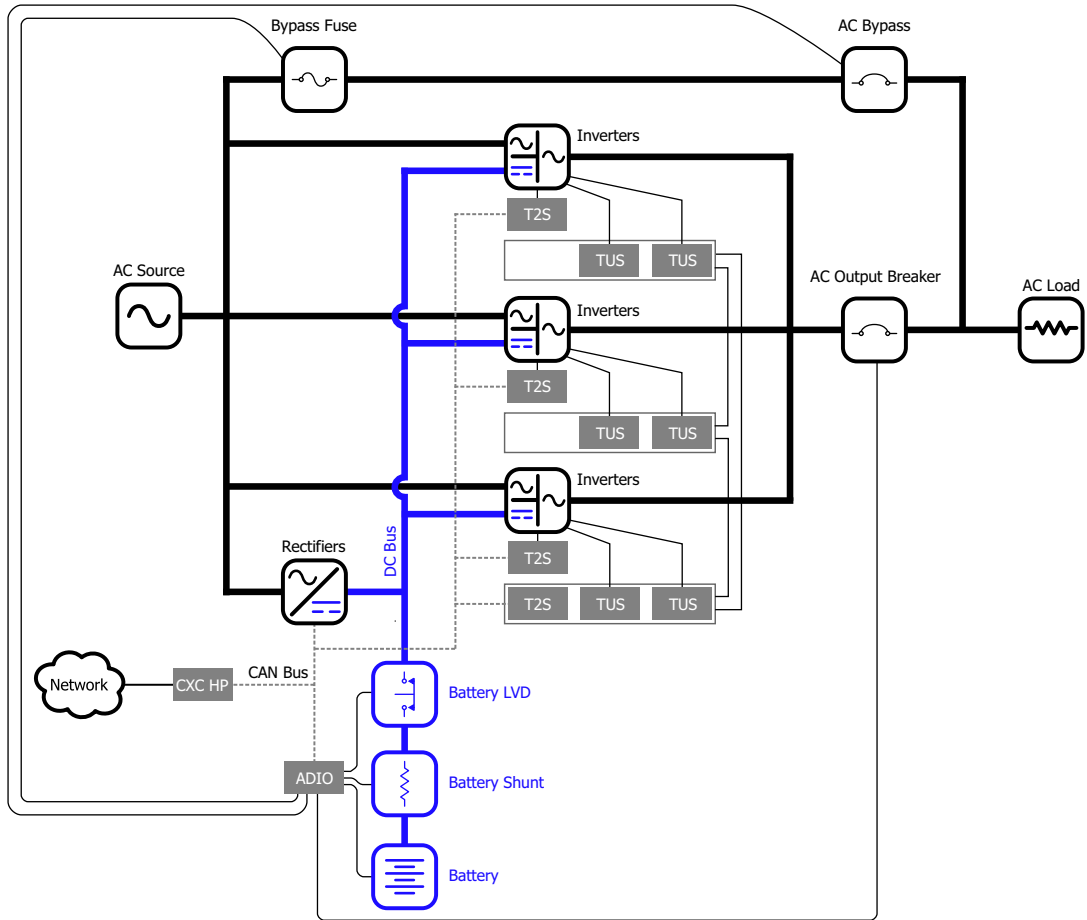 Bypass Fuse
AC Bypass
Inverters
T2S
TUS
TUS
AC Source
AC Output Breaker
AC Load
Inverters
T2S
TUS
TUS
Inverters
DC Bus
Rectifiers
T2S
T2S
TUS
TUS
CAN Bus
Network
CXC HP
Battery LVD
ADIO
Battery Shunt
Battery